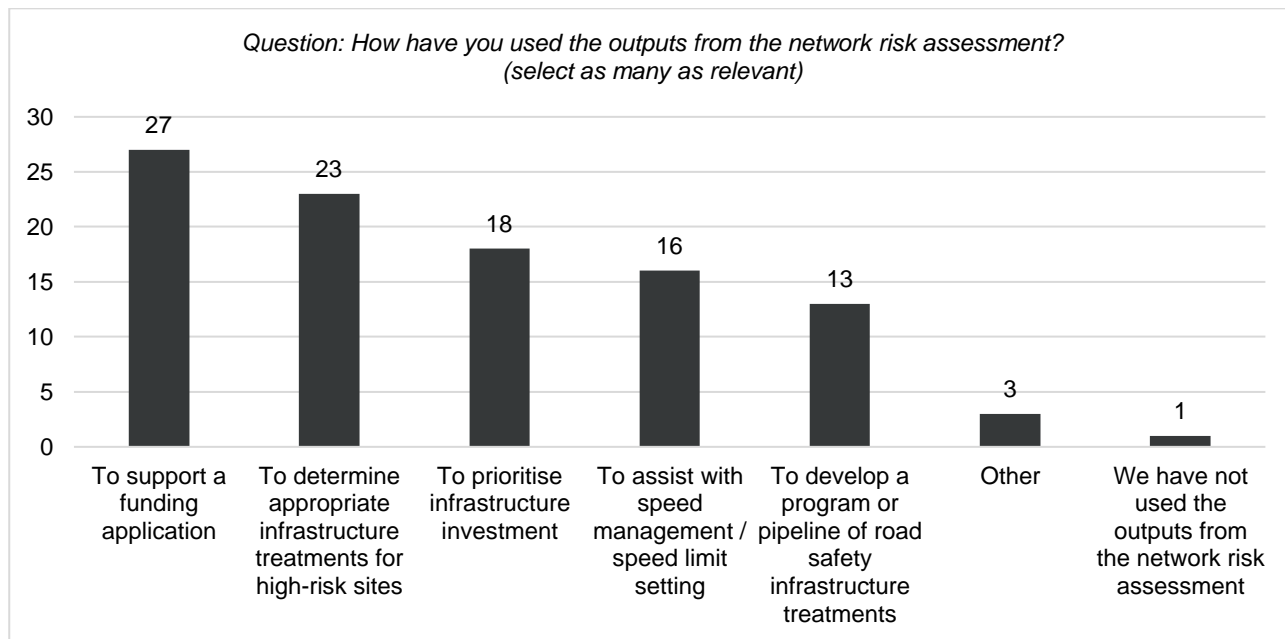 Question: How have you used the outputs from the network risk assessment?
(select as many as relevant)
30
25
20
15
10
5
0
27
23
18
16
13
3
1
To support a
funding
application
To determine
appropriate
infrastructure
treatments for
high-risk sites
To prioritise
infrastructure
investment
To assist with
speed
management /
speed limit
setting
To develop a
program or
pipeline of road
safety
infrastructure
treatments
Other
We have not
used the
outputs from
the network risk
assessment